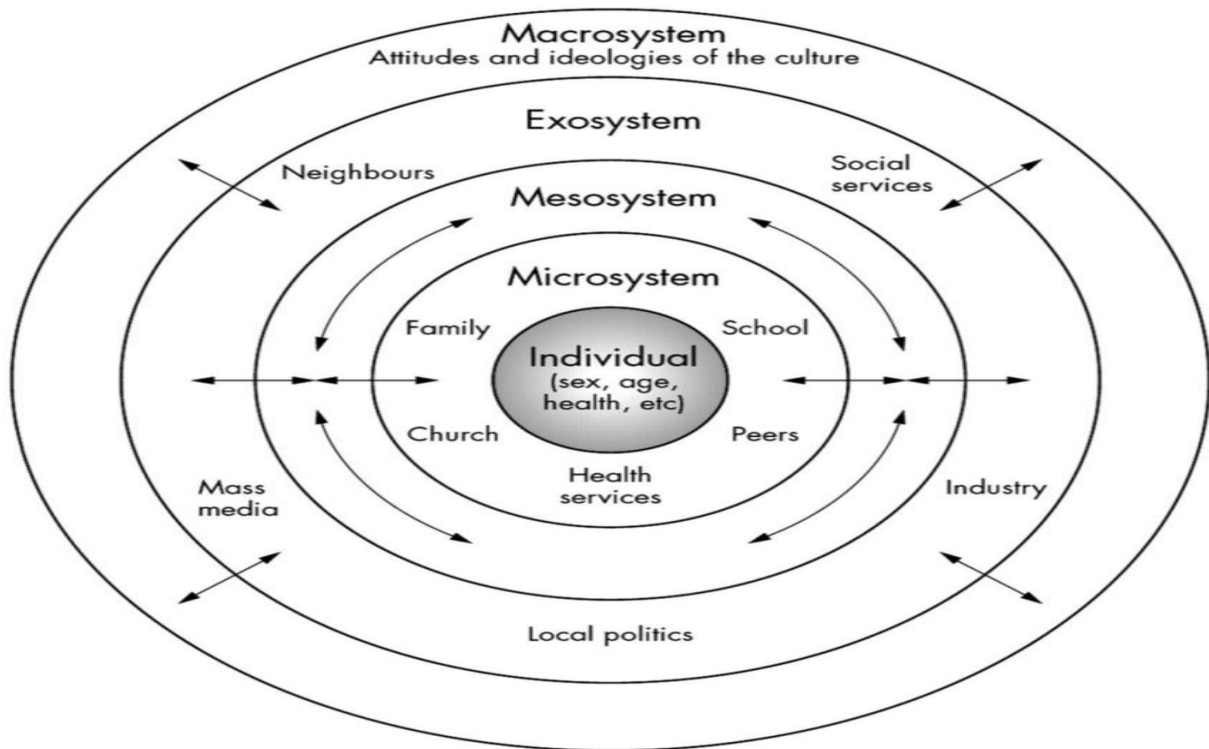 Macrosystem
Attitudes and ideologies of the culture
Exosystem
Neighbours
Social
services
Mesosystem
Microsystem
Family
School
Individual
(sex, age,
health, etc)
Church
Peers
Health
services
Mass
media
Industry
Local politics